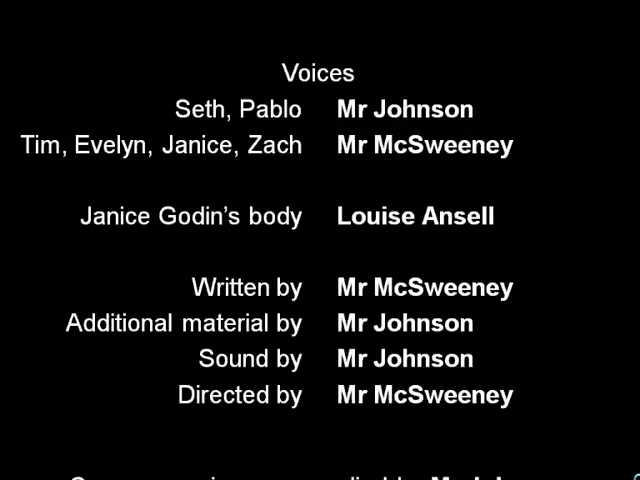 Voices
Seth, Pablo Mr Johnson
Tim, Evelyn, Janice, Zach Mr McSweeney
Janice Godin's body Louise Ansell
Written by Mr McSweeney
Additional material by Mr Johnson
Sound by Mr Johnson
Directed by Mr McSweeney